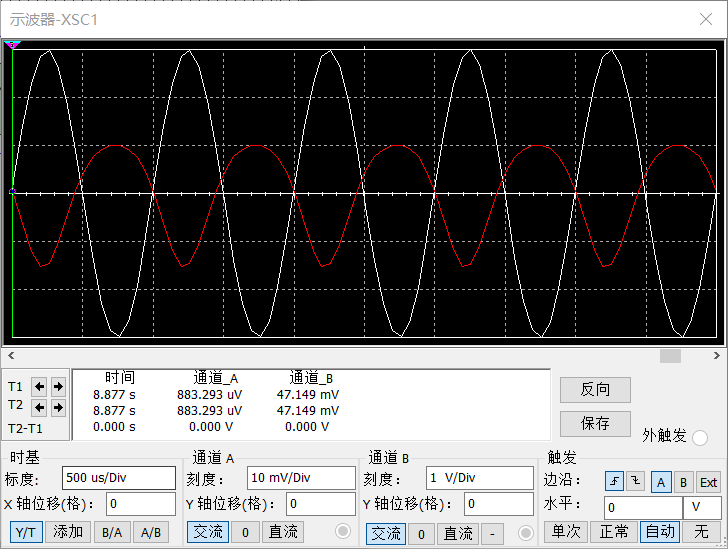 示波器-XSC1
时间 通道_A 通道_B
T1 8.877 s 883.293 uV 47.149 mV
T2 8.877 s 883.293 uV 47.149 mV
T2-T1 0.000 s 0.000 V 0.000 V
反向
保存
外触发
时基
标度: 500 us/Div
X 轴位移(格): 0
Y/T 添加 B/A A/B
通道 A
刻度: 10 mV/Div
Y 轴位移(格): 0
交流 0 直流
通道 B
刻度: 1 V/Div
Y 轴位移(格): 0
交流 0 直流 -
触发
边沿: A B Ext
水平: 0 V
单次 正常 自动 无